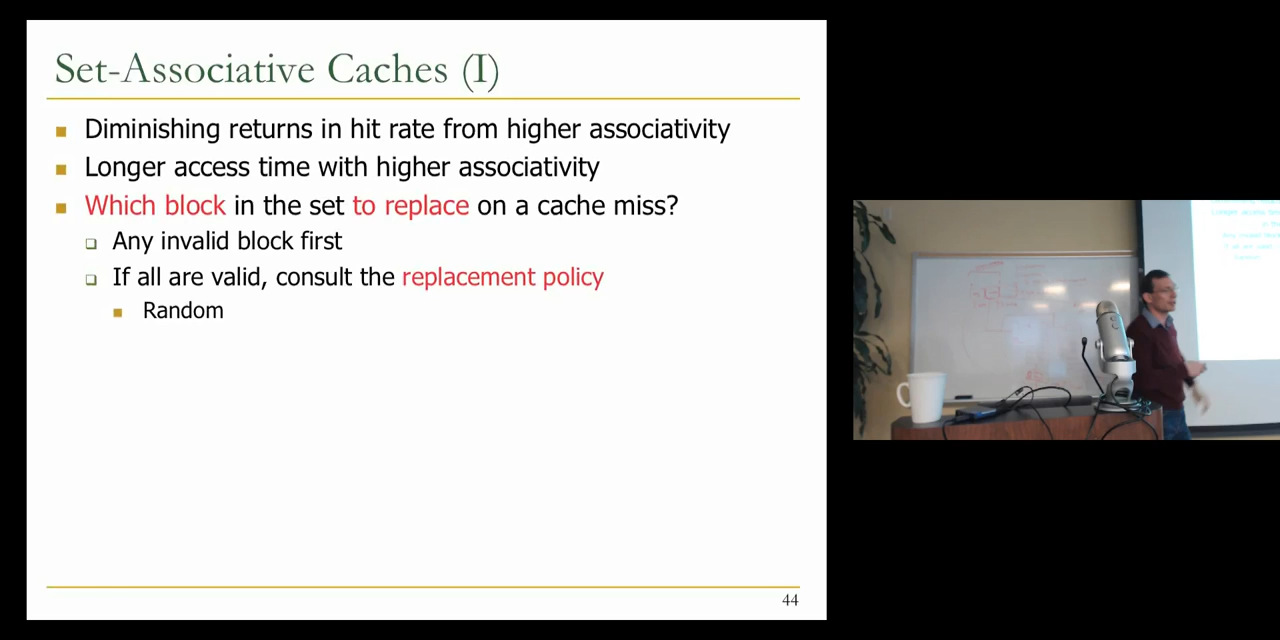 Set-Associative Caches (I)
Diminishing returns in hit rate from higher associativity
Longer access time with higher associativity
Which block in the set to replace on a cache miss?
Any invalid block first
If all are valid, consult the replacement policy
Random
44